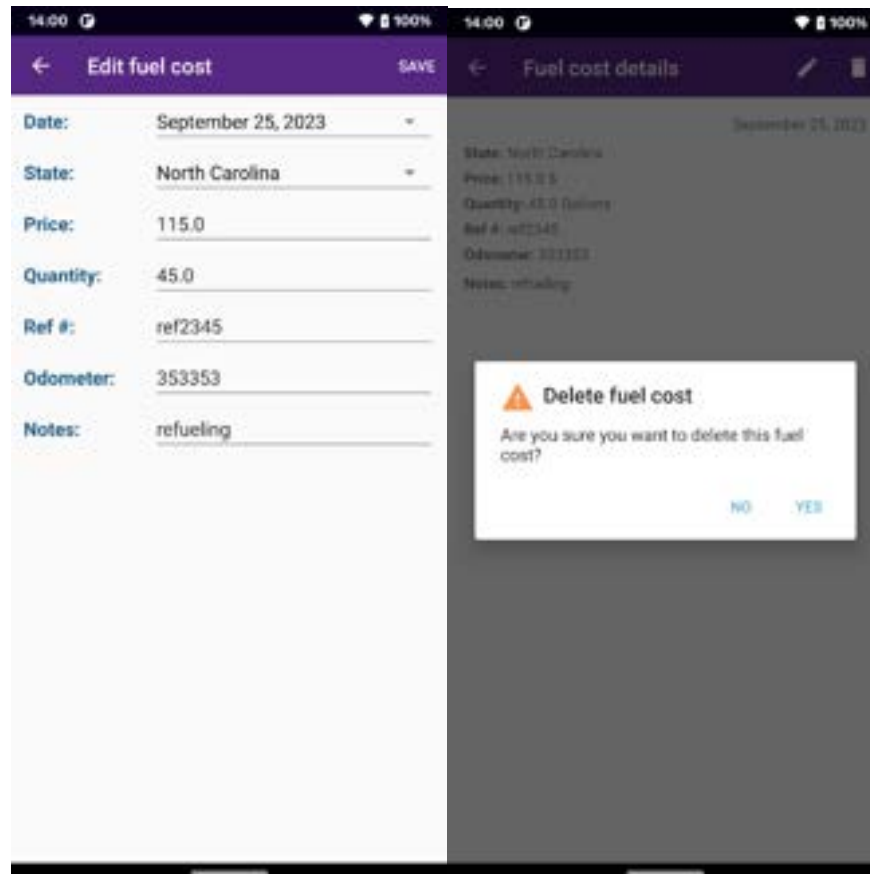 14:00 100%
Edit fuel cost SAVE
Date: September 25, 2023
State: North Carolina
Price: 115.0
Quantity: 45.0
Ref #: ref2345
Odometer: 353353
Notes: refueling
14:00 100%
Fuel cost details
September 25, 2023
State: North Carolina
Price: 115.0 $
Quantity: 45.0 Gallons
Ref #: ref2345
Odometer: 353353
Notes: refueling
Delete fuel cost
Are you sure you want to delete this fuel
cost?
NO YES